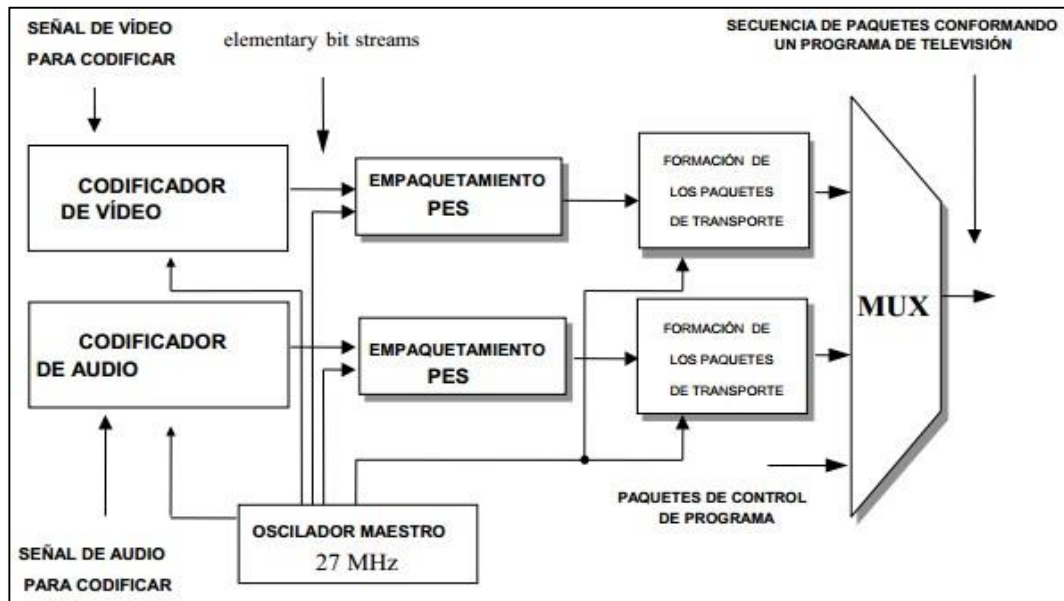 SEÑAL DE VÍDEO
PARA CODIFICAR
elementary bit streams
SECUENCIA DE PAQUETES CONFORMANDO
UN PROGRAMA DE TELEVISIÓN
CODIFICADOR
DE VÍDEO
EMPAQUETAMIENTO
PES
FORMACIÓN DE
LOS PAQUETES
DE TRANSPORTE
MUX
CODIFICADOR
DE AUDIO
EMPAQUETAMIENTO
PES
FORMACIÓN DE
LOS PAQUETES
DE TRANSPORTE
PAQUETES DE CONTROL
DE PROGRAMA
OSCILADOR MAESTRO
27 MHz
SEÑAL DE AUDIO
PARA CODIFICAR